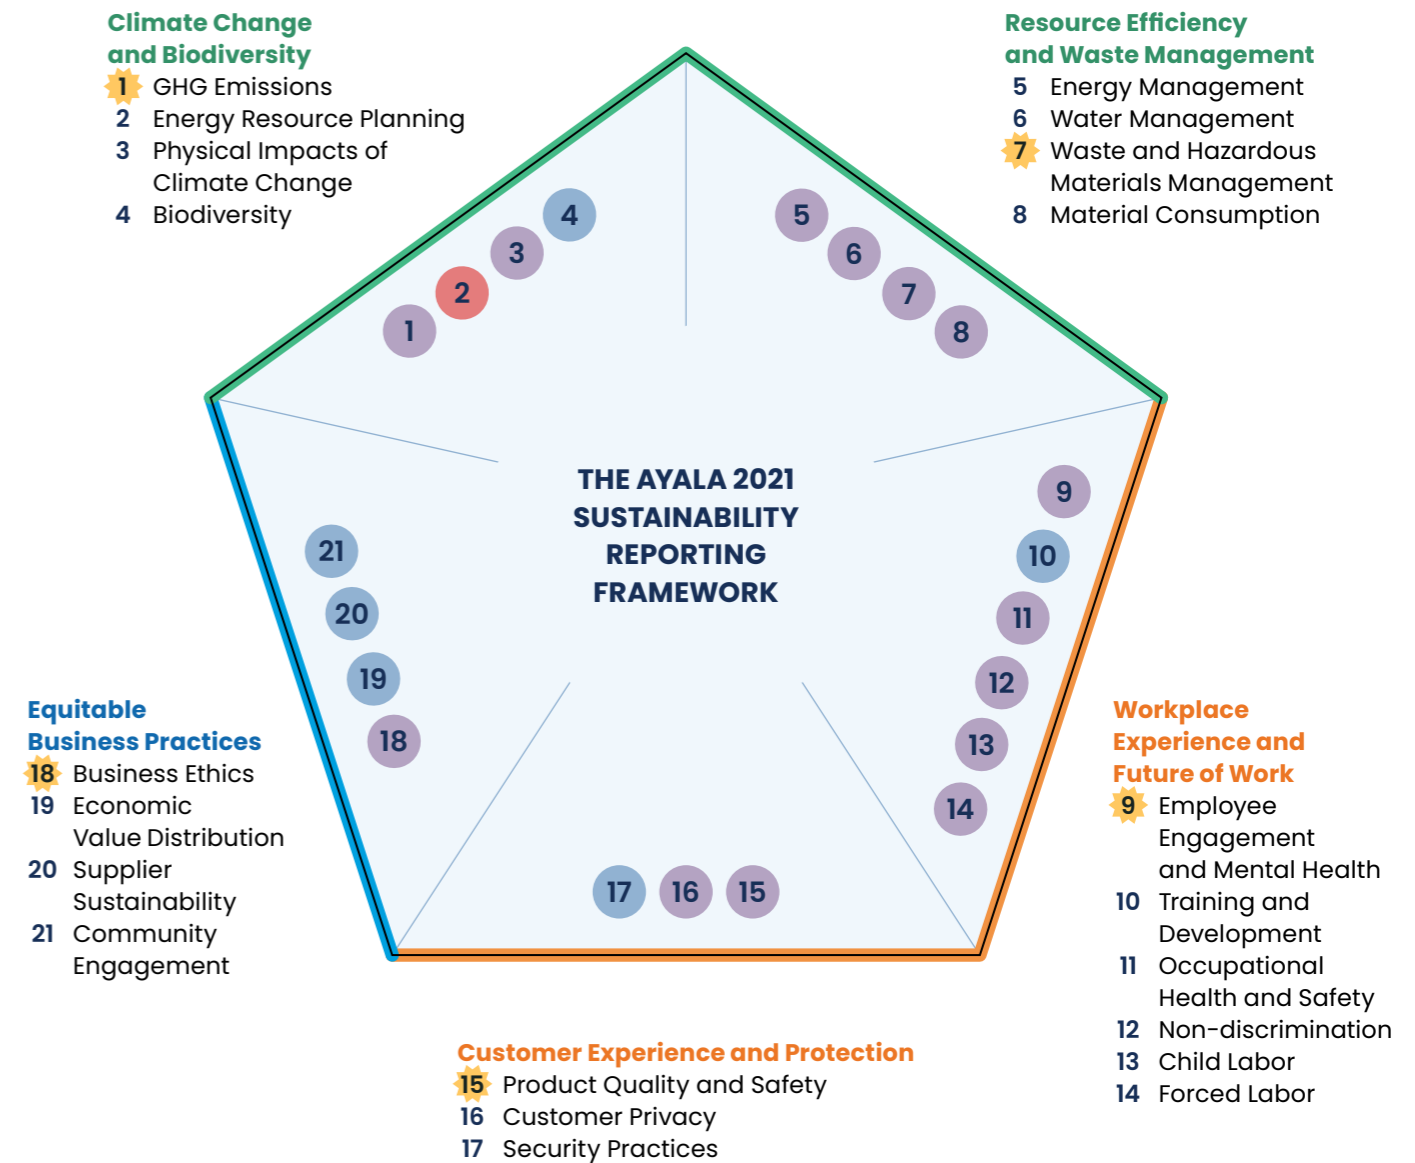 Climate Change
and Biodiversity
1 GHG Emissions
2 Energy Resource Planning
3 Physical Impacts of
Climate Change
4 Biodiversity
Resource Efficiency
and Waste Management
5 Energy Management
6 Water Management
7 Waste and Hazardous
Materials Management
8 Material Consumption
4
3
2
1
5
6
7
8
THE AYALA 2021
SUSTAINABILITY
REPORTING
FRAMEWORK
9
10
11
12
13
14
21
20
19
18
17 16 15
Equitable
Business Practices
18 Business Ethics
19 Economic
Value Distribution
20 Supplier
Sustainability
21 Community
Engagement
Workplace
Experience and
Future of Work
9 Employee
Engagement
and Mental Health
10 Training and
Development
11 Occupational
Health and Safety
12 Non-discrimination
13 Child Labor
14 Forced Labor
Customer Experience and Protection
15 Product Quality and Safety
16 Customer Privacy
17 Security Practices